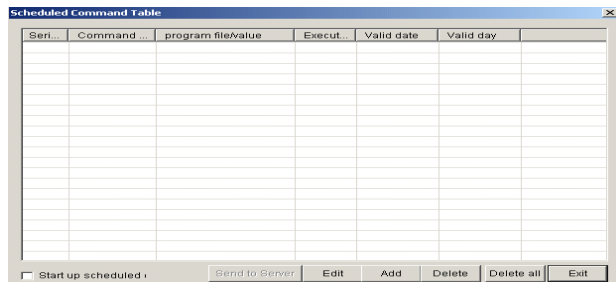 Scheduled Command Table
Seri... Command ... program file/value Execut... Valid date Valid day
Start up scheduled Send to Server Edit Add Delete Delete all Exit